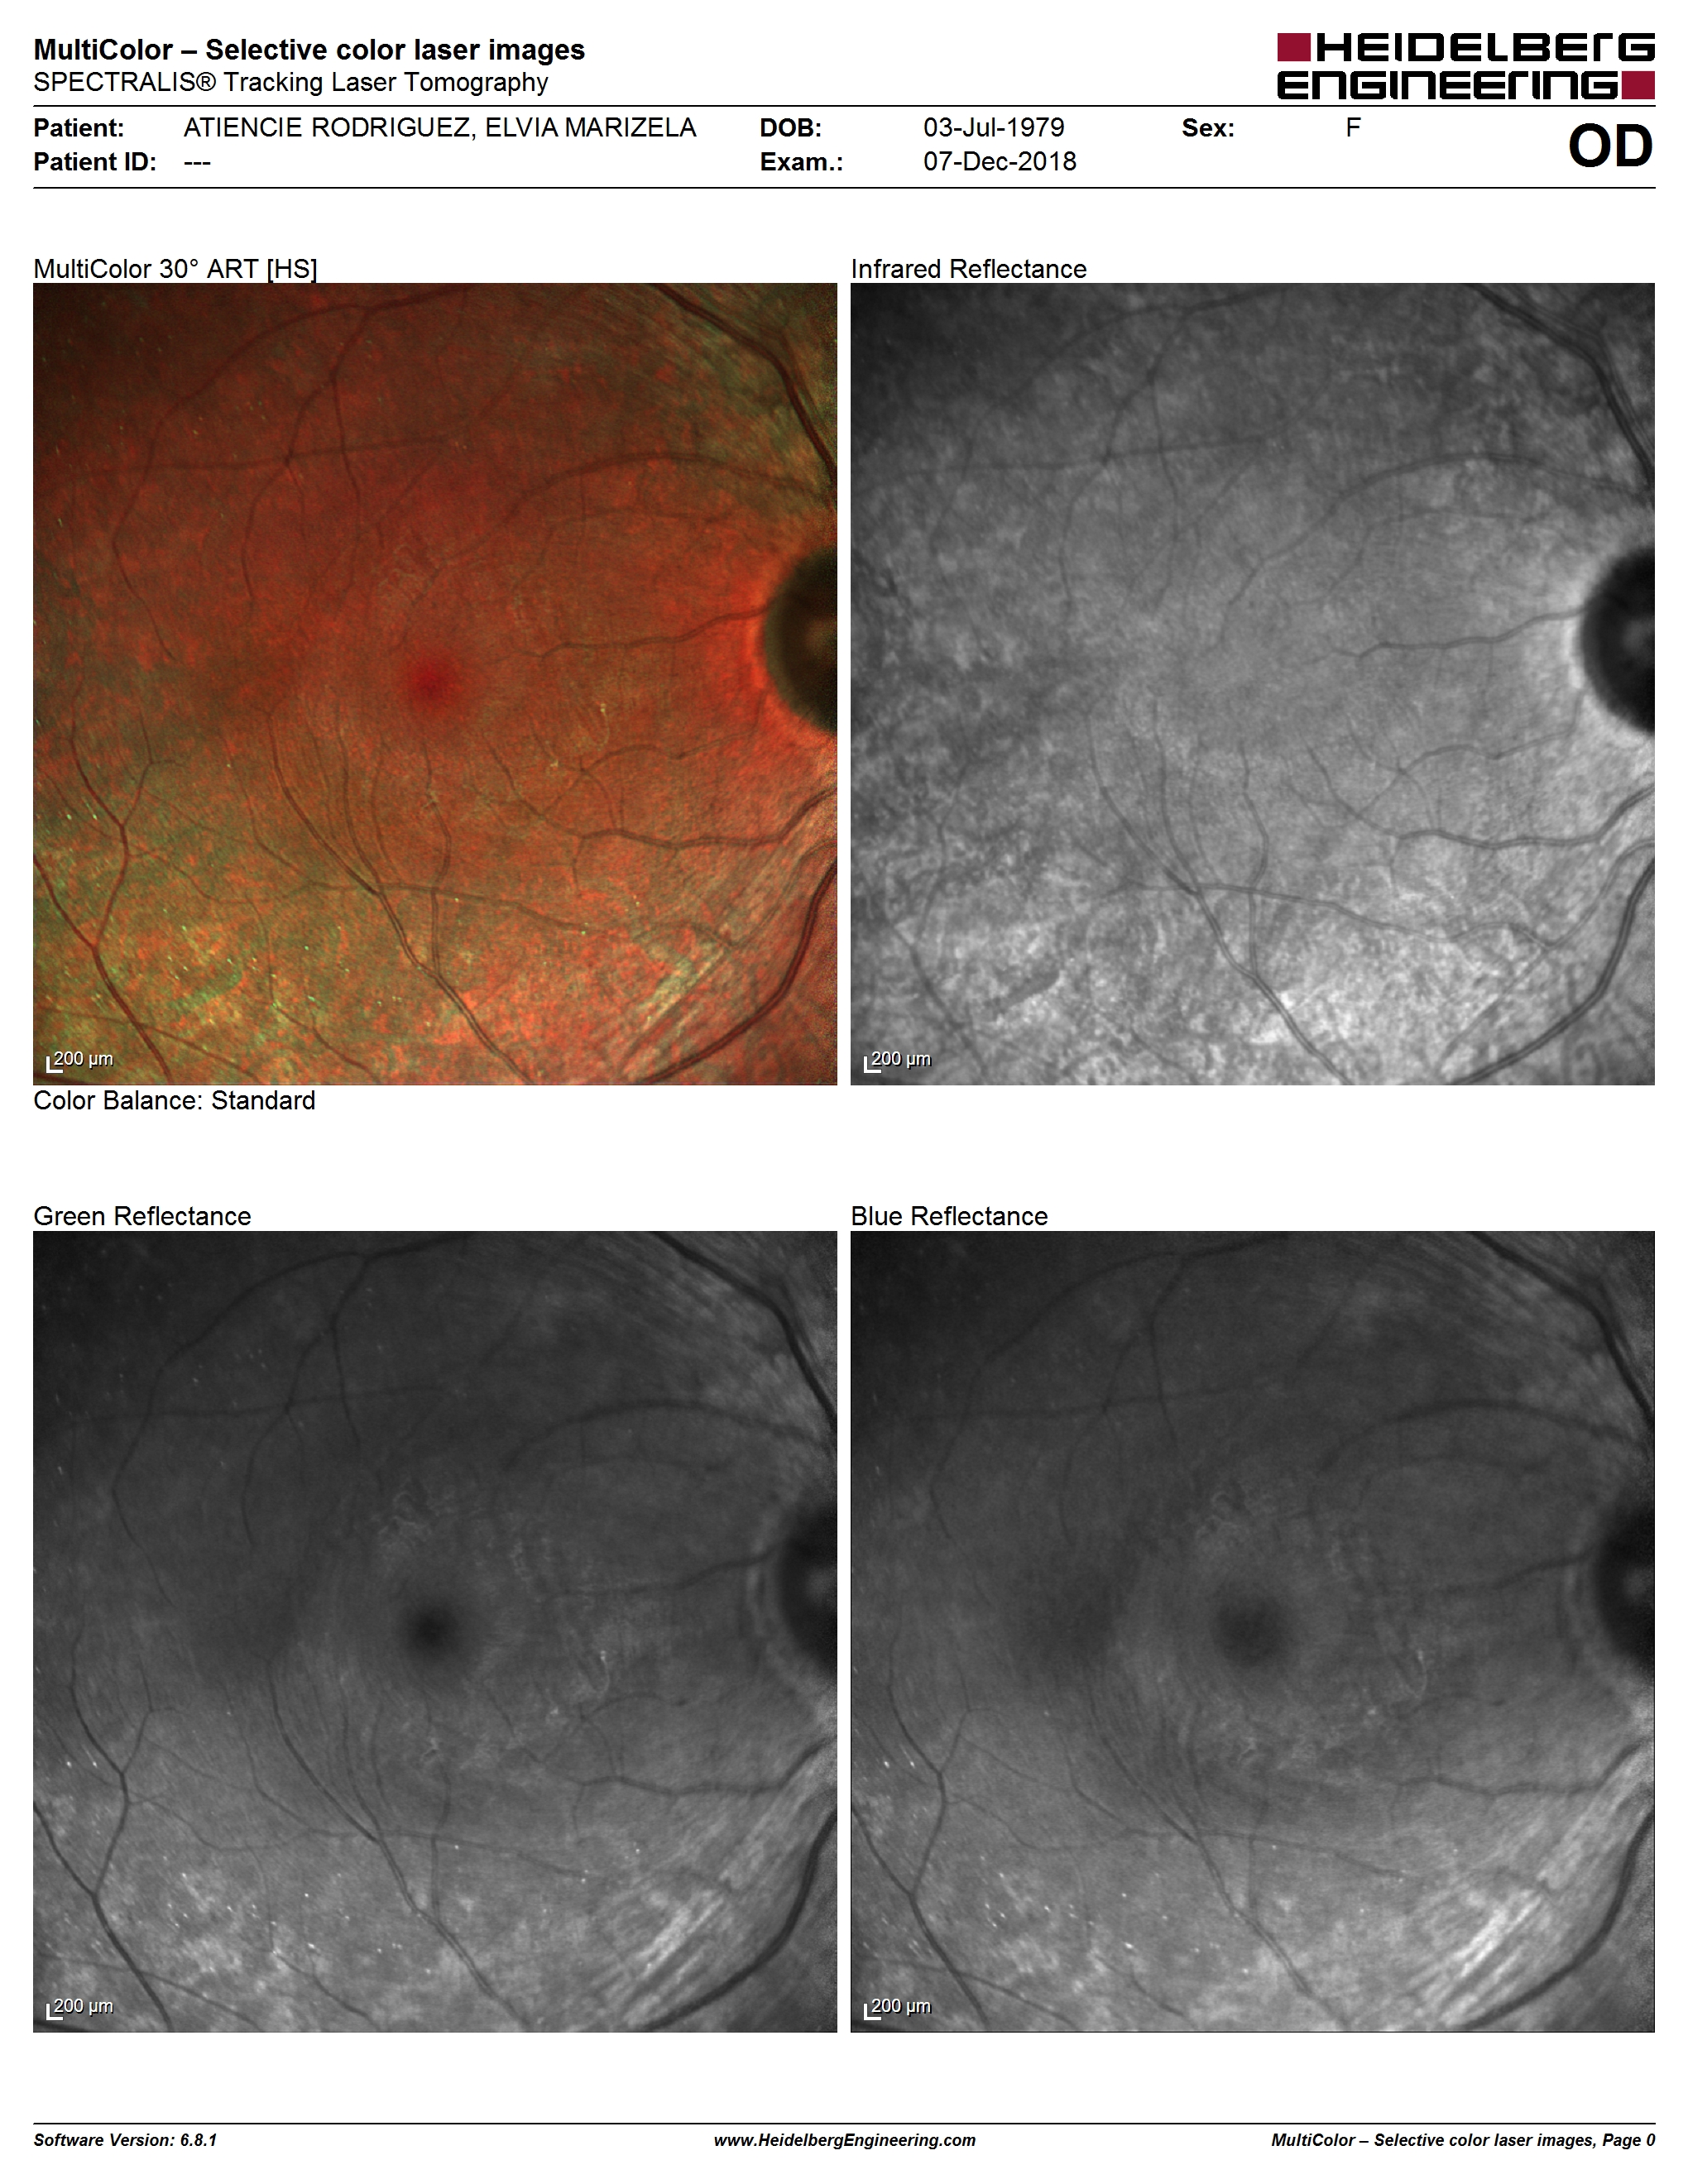 MultiColor – Selective color laser images
SPECTRALIS® Tracking Laser Tomography
HEIDELBERG
ENGINEERING
Patient: ATIENCIE RODRIGUEZ, ELVIA MARIZELA DOB: 03-Jul-1979 Sex: F
Patient ID: --- Exam.: 07-Dec-2018
OD
MultiColor 30° ART [HS]
Infrared Reflectance
200 µm
200 µm
Color Balance: Standard
Green Reflectance
Blue Reflectance
200 µm
200 µm
Software Version: 6.8.1 www.HeidelbergEngineering.com MultiColor – Selective color laser images, Page 0